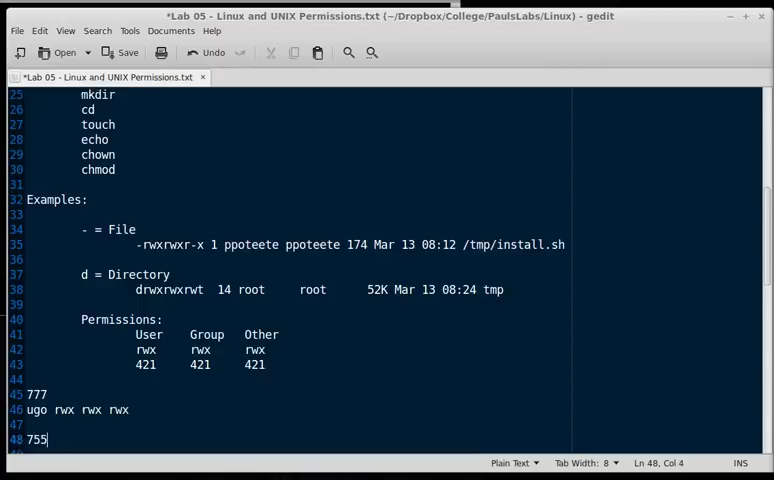 *Lab 05 - Linux and UNIX Permissions.txt (~/Dropbox/College/PaulsLabs/Linux) - gedit
File Edit View Search Tools Documents Help
Open Save Undo
*Lab 05 - Linux and UNIX Permissions.txt ×
25 mkdir
26 cd
27 touch
28 echo
29 chown
30 chmod
31
32 Examples:
33
34 - = File
35 -rwxrwxr-x 1 ppoteete ppoteete 174 Mar 13 08:12 /tmp/install.sh
36
37 d = Directory
38 drwxrwxrwt 14 root root 52K Mar 13 08:24 tmp
39
40 Permissions:
41 User Group Other
42 rwx rwx rwx
43 421 421 421
44
45 777
46 ugo rwx rwx rwx
47
48 755
Plain Text Tab Width: 8 Ln 48, Col 4 INS